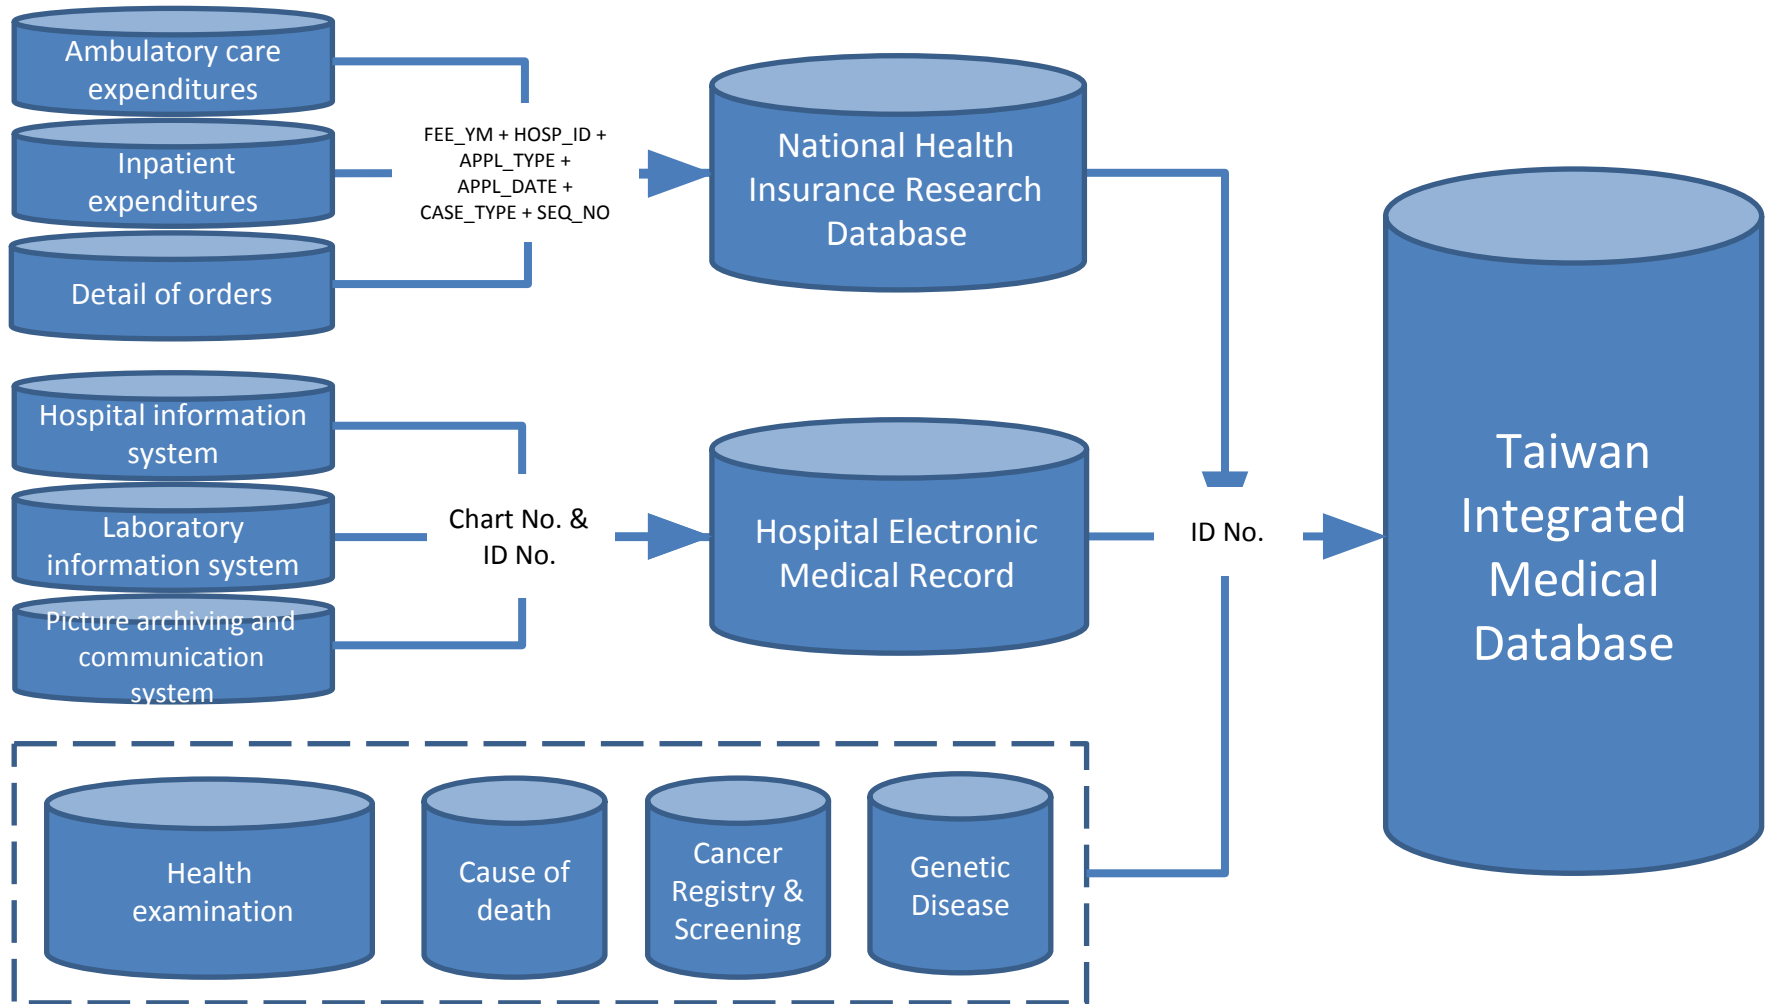 Ambulatory care
expenditures
Inpatient
expenditures
Detail of orders
FEE_YM + HOSP_ID +
APPL_TYPE +
APPL_DATE +
CASE_TYPE + SEQ_NO
National Health
Insurance Research
Database
Hospital information
system
Laboratory
information system
Picture archiving and
communication
system
Chart No. &
ID No.
Hospital Electronic
Medical Record
ID No.
Taiwan
Integrated
Medical
Database
Health
examination
Cause of
death
Cancer
Registry &
Screening
Genetic
Disease